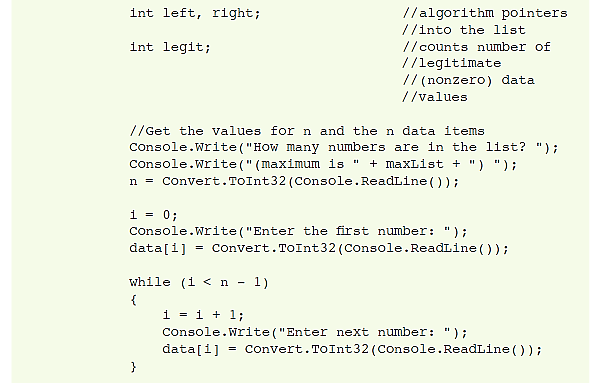 int left, right; //algorithm pointers
//into the list
int legit; //counts number of
//legitimate
//(nonzero) data
//values
//Get the values for n and the n data items
Console.Write("How many numbers are in the list? ");
Console.Write("(maximum is " + maxList + ") ");
n = Convert.ToInt32(Console.ReadLine());
i = 0;
Console.Write("Enter the first number: ");
data[i] = Convert.ToInt32(Console.ReadLine());
while (i < n - 1)
{
i = i + 1;
Console.Write("Enter next number: ");
data[i] = Convert.ToInt32(Console.ReadLine());
}